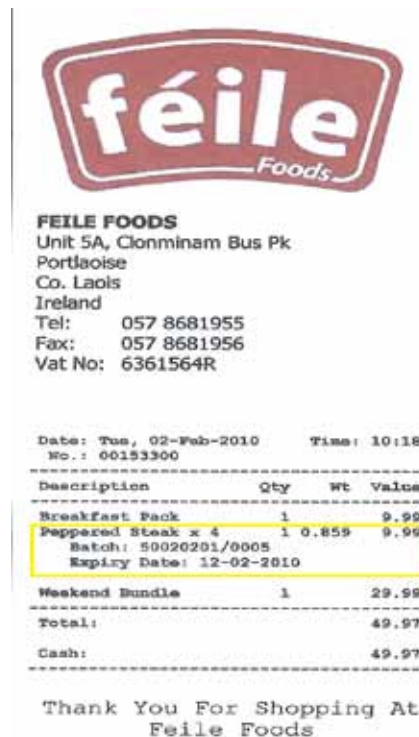 féile
Foods
FEILE FOODS
Unit 5A, Clonminam Bus Pk
Portlaoise
Co. Laois
Ireland
Tel: 057 8681955
Fax: 057 8681956
Vat No: 6361564R
Date: Tue, 02-Feb-2010 Time: 10:18
No.: 00153300
Description Qty Wt Value
Breakfast Pack 1 9.99
Peppered Steak x 4 1 0.859 9.99
Batch: 50020201/0005
Expiry Date: 12-02-2010
Weekend Bundle 1 29.99
Total: 49.97
Cash: 49.97
Thank You For Shopping At
Feile Foods